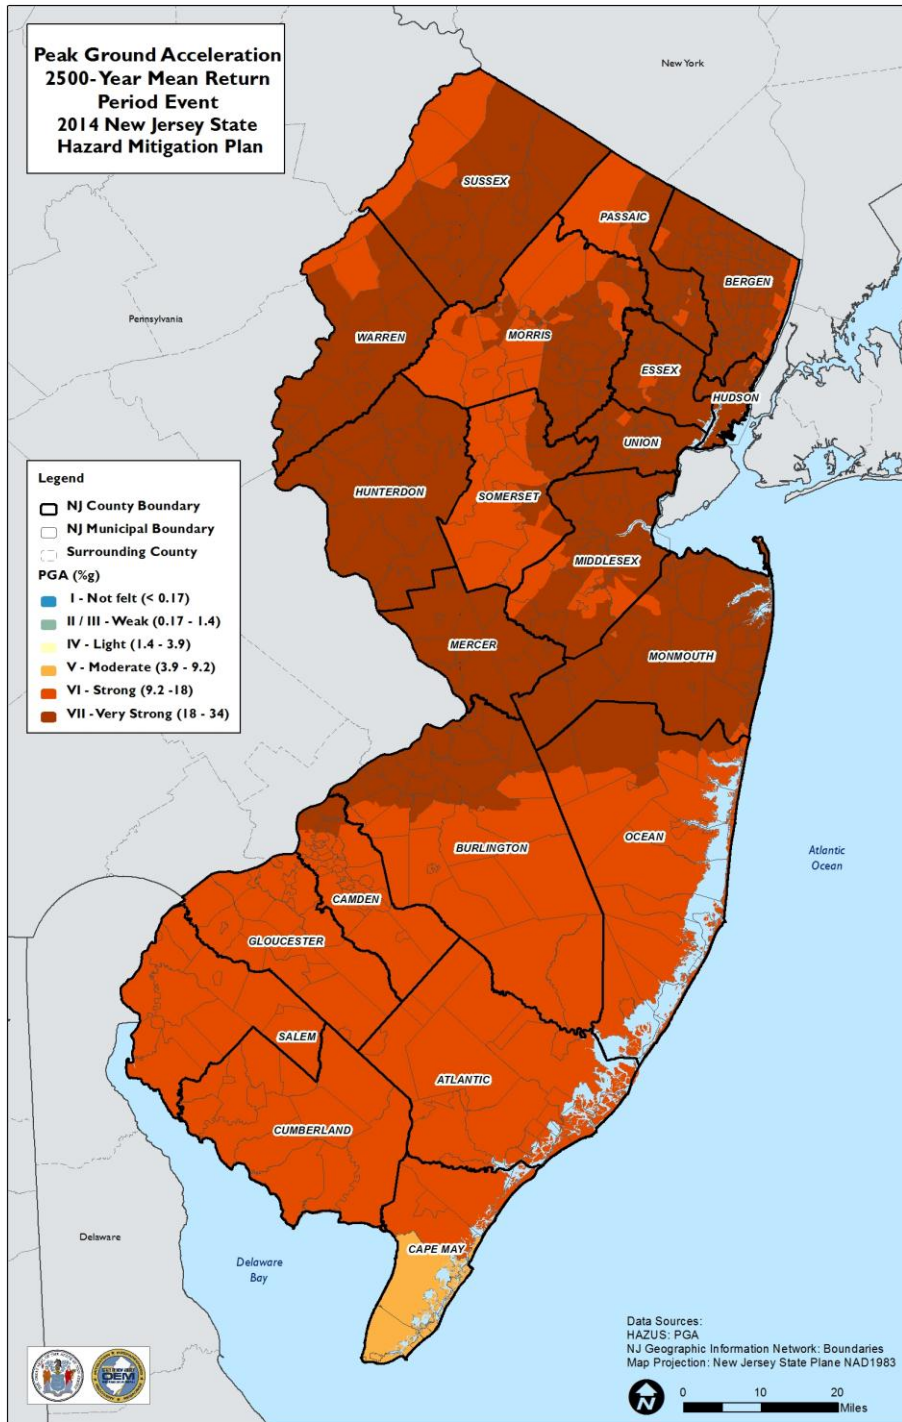 Peak Ground Acceleration
2500-Year Mean Return
Period Event
2014 New Jersey State
Hazard Mitigation Plan
New York
SUSSEX
PASSAIC
BERGEN
Pennsylvania
WARREN
MORRIS
ESSEX
HUDSON
UNION
HUNTERDON
SOMERSET
MIDDLESEX
MERCER
MONMOUTH
Legend
NJ County Boundary
NJ Municipal Boundary
Surrounding County
PGA (%g)
I - Not felt (< 0.17)
II / III - Weak (0.17 - 1.4)
IV - Light (1.4 - 3.9)
V - Moderate (3.9 - 9.2)
VI - Strong (9.2 -18)
VII - Very Strong (18 - 34)
OCEAN
BURLINGTON
Atlantic
Ocean
CAMDEN
GLOUCESTER
SALEM
ATLANTIC
CUMBERLAND
CAPE MAY
Delaware
Delaware
Bay
Data Sources:
HAZUS: PGA
NJ Geographic Information Network: Boundaries
Map Projection: New Jersey State Plane NAD1983
OEM
N
0 10 20
Miles